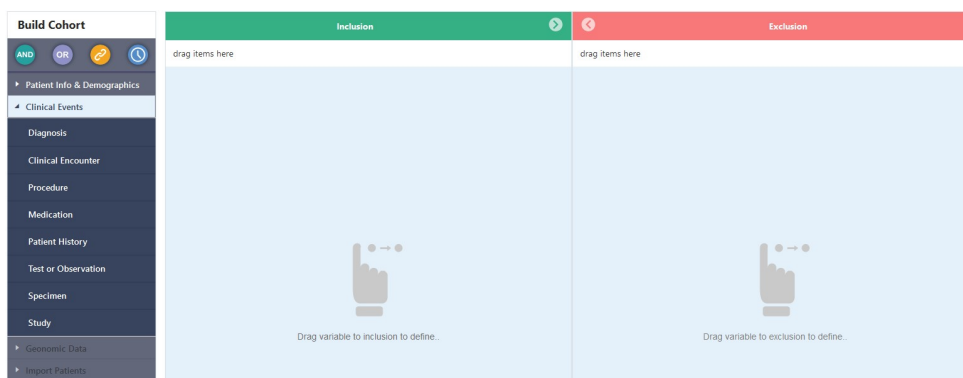 Build Cohort
AND OR
Patient Info & Demographics
Clinical Events
Diagnosis
Clinical Encounter
Procedure
Medication
Patient History
Test or Observation
Specimen
Study
Geonomic Data
Import Patients
Inclusion
drag items here
Drag variable to inclusion to define..
Exclusion
drag items here
Drag variable to exclusion to define..